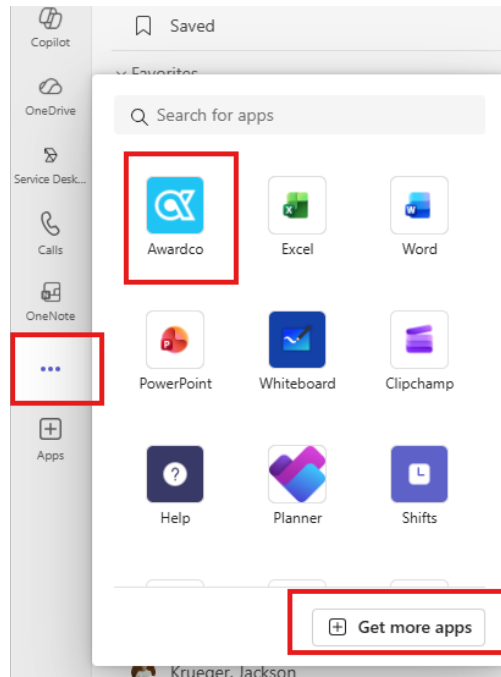 Copilot
OneDrive
Service Desk...
Calls
OneNote
Apps
Saved
Favorites
Search for apps
Awardco
Excel
Word
PowerPoint
Whiteboard
Clipchamp
Help
Planner
Shifts
Get more apps
Krueger, Jackson